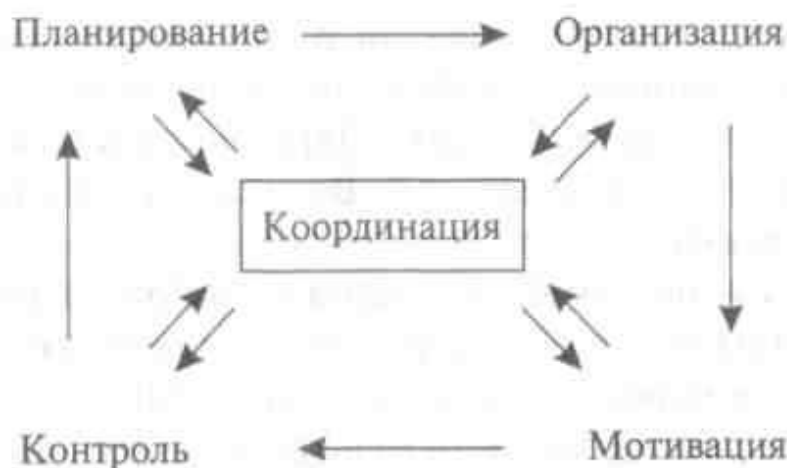 Планирование
Организация
Координация
Контроль
Мотивация